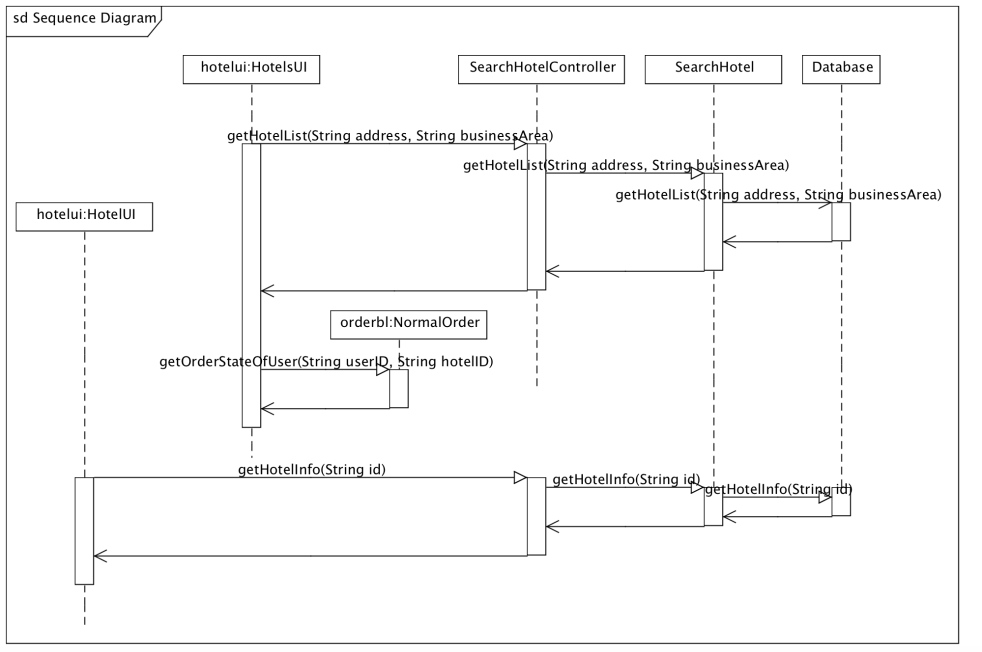 sd Sequence Diagram
hotelui:HotelsUI
SearchHotelController
SearchHotel
Database
getHotelList(String address, String businessArea)
getHotelList(String address, String businessArea)
getHotelList(String address, String businessArea)
hotelui:HotelUI
orderbl:NormalOrder
getOrderStateOfUser(String userID, String hotelID)
getHotelInfo(String id)
getHotelInfo(String id)
getHotelInfo(String id)